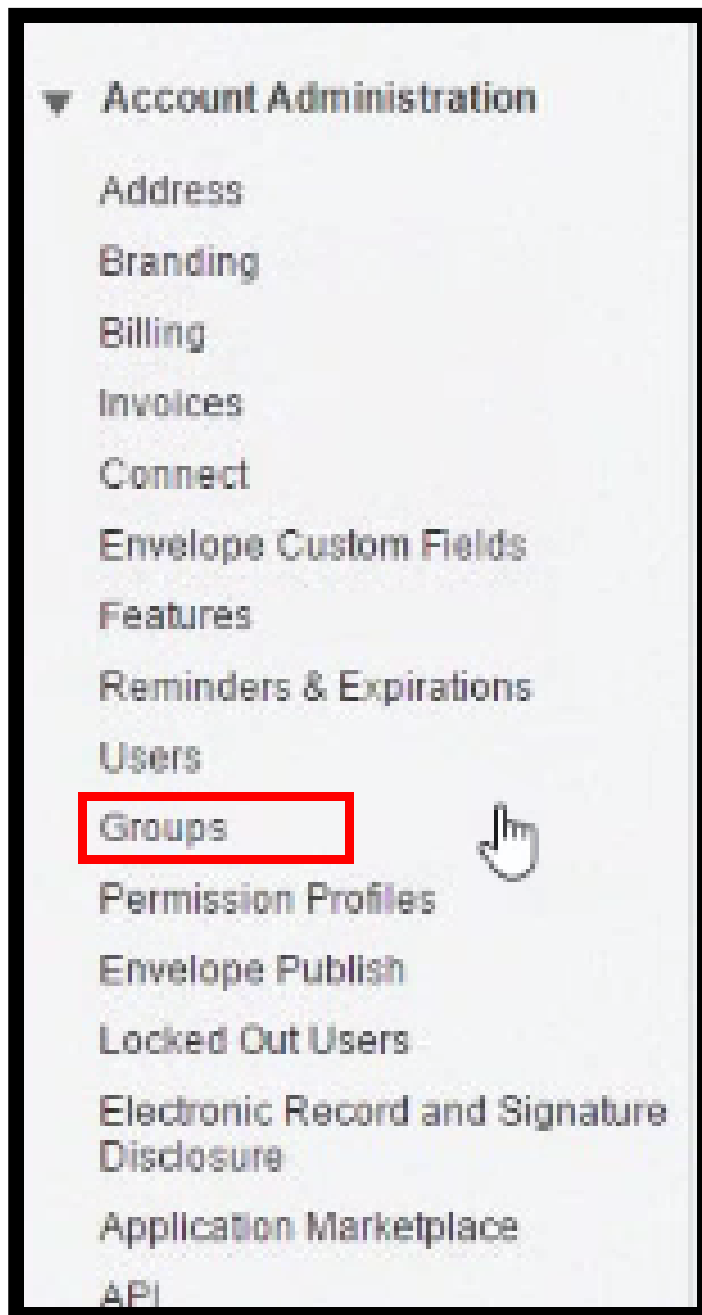 Account Administration
Address
Branding
Billing
Invoices
Connect
Envelope Custom Fields
Features
Reminders & Expirations
Users
Groups
Permission Profiles
Envelope Publish
Locked Out Users
Electronic Record and Signature
Disclosure
Application Marketplace
API